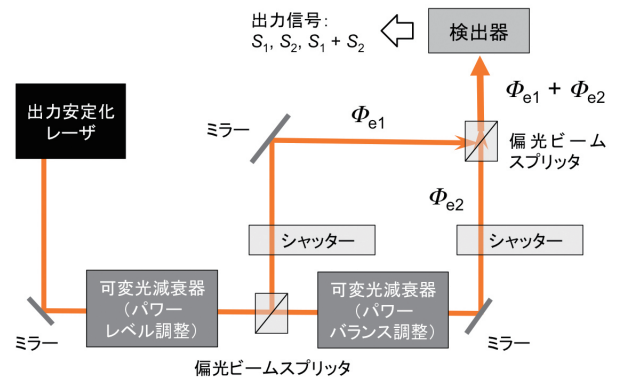 出力信号:
S1, S2, S1 + S2
検出器
出力安定化
レーザ
ミラー
Φe1
Φe1 + Φe2
偏光ビーム
スプリッタ
Φe2
シャッター
シャッター
可変光減衰器
(パワー
レベル調整)
可変光減衰器
(パワー
バランス調整)
ミラー
ミラー
偏光ビームスプリッタ